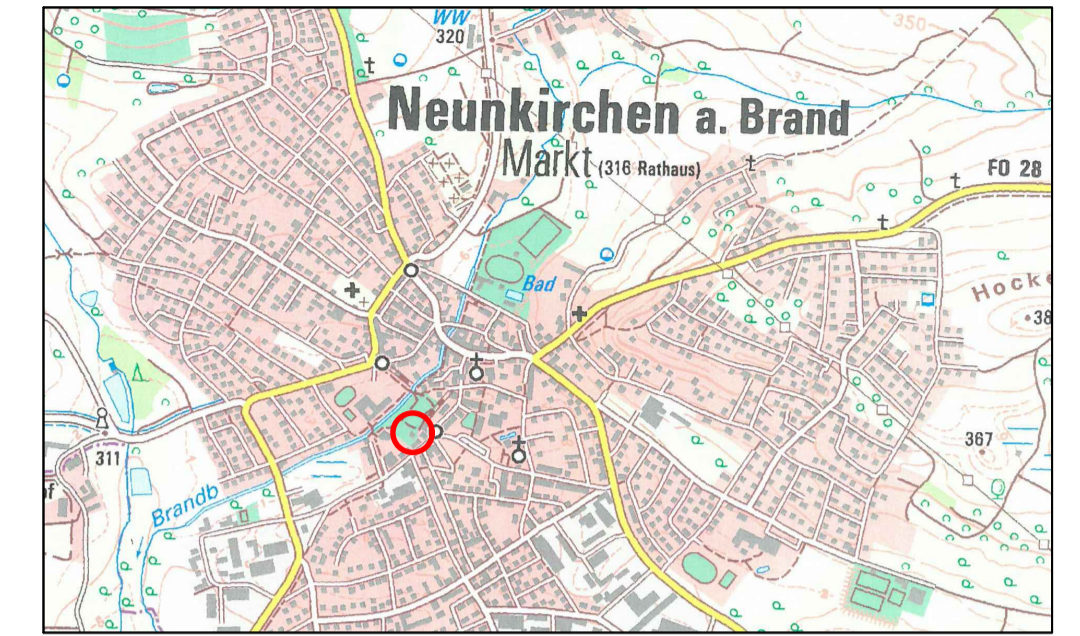 WW
320
350
Neunkirchen a. Brand
Markt (316 Rathaus)
FO 28
Bad
Hocke
38
367
311
f
Brandb